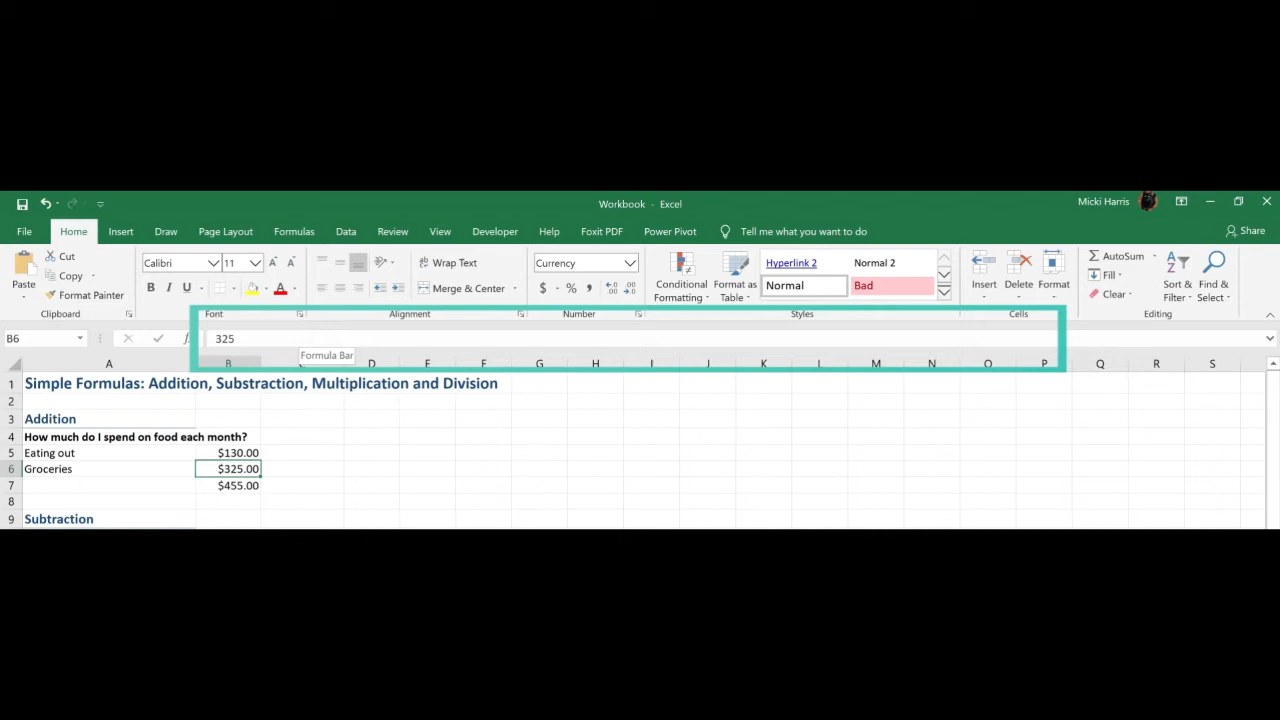 Workbook - Excel
Micki Harris
File Home Insert Draw Page Layout Formulas Data Review View Developer Help Foxit PDF Power Pivot Tell me what you want to do Share
Paste
Cut
Copy
Format Painter
Clipboard
Calibri 11 A A
B I U A
Font
Wrap Text
Merge & Center
Alignment
Currency
$ % , .00
Number
Conditional Formatting
Format as Table
Hyperlink 2 Normal 2
Normal Bad
Styles
Insert Delete Format
Cells
AutoSum
Fill
Clear
Sort & Filter
Find & Select
Editing
B6 325
Formula Bar
A B D E F G H I J K L M N O P Q R S
1 Simple Formulas: Addition, Substraction, Multiplication and Division
2
3 Addition
4 How much do I spend on food each month?
5 Eating out $130.00
6 Groceries $325.00
7 $455.00
8
9 Subtraction